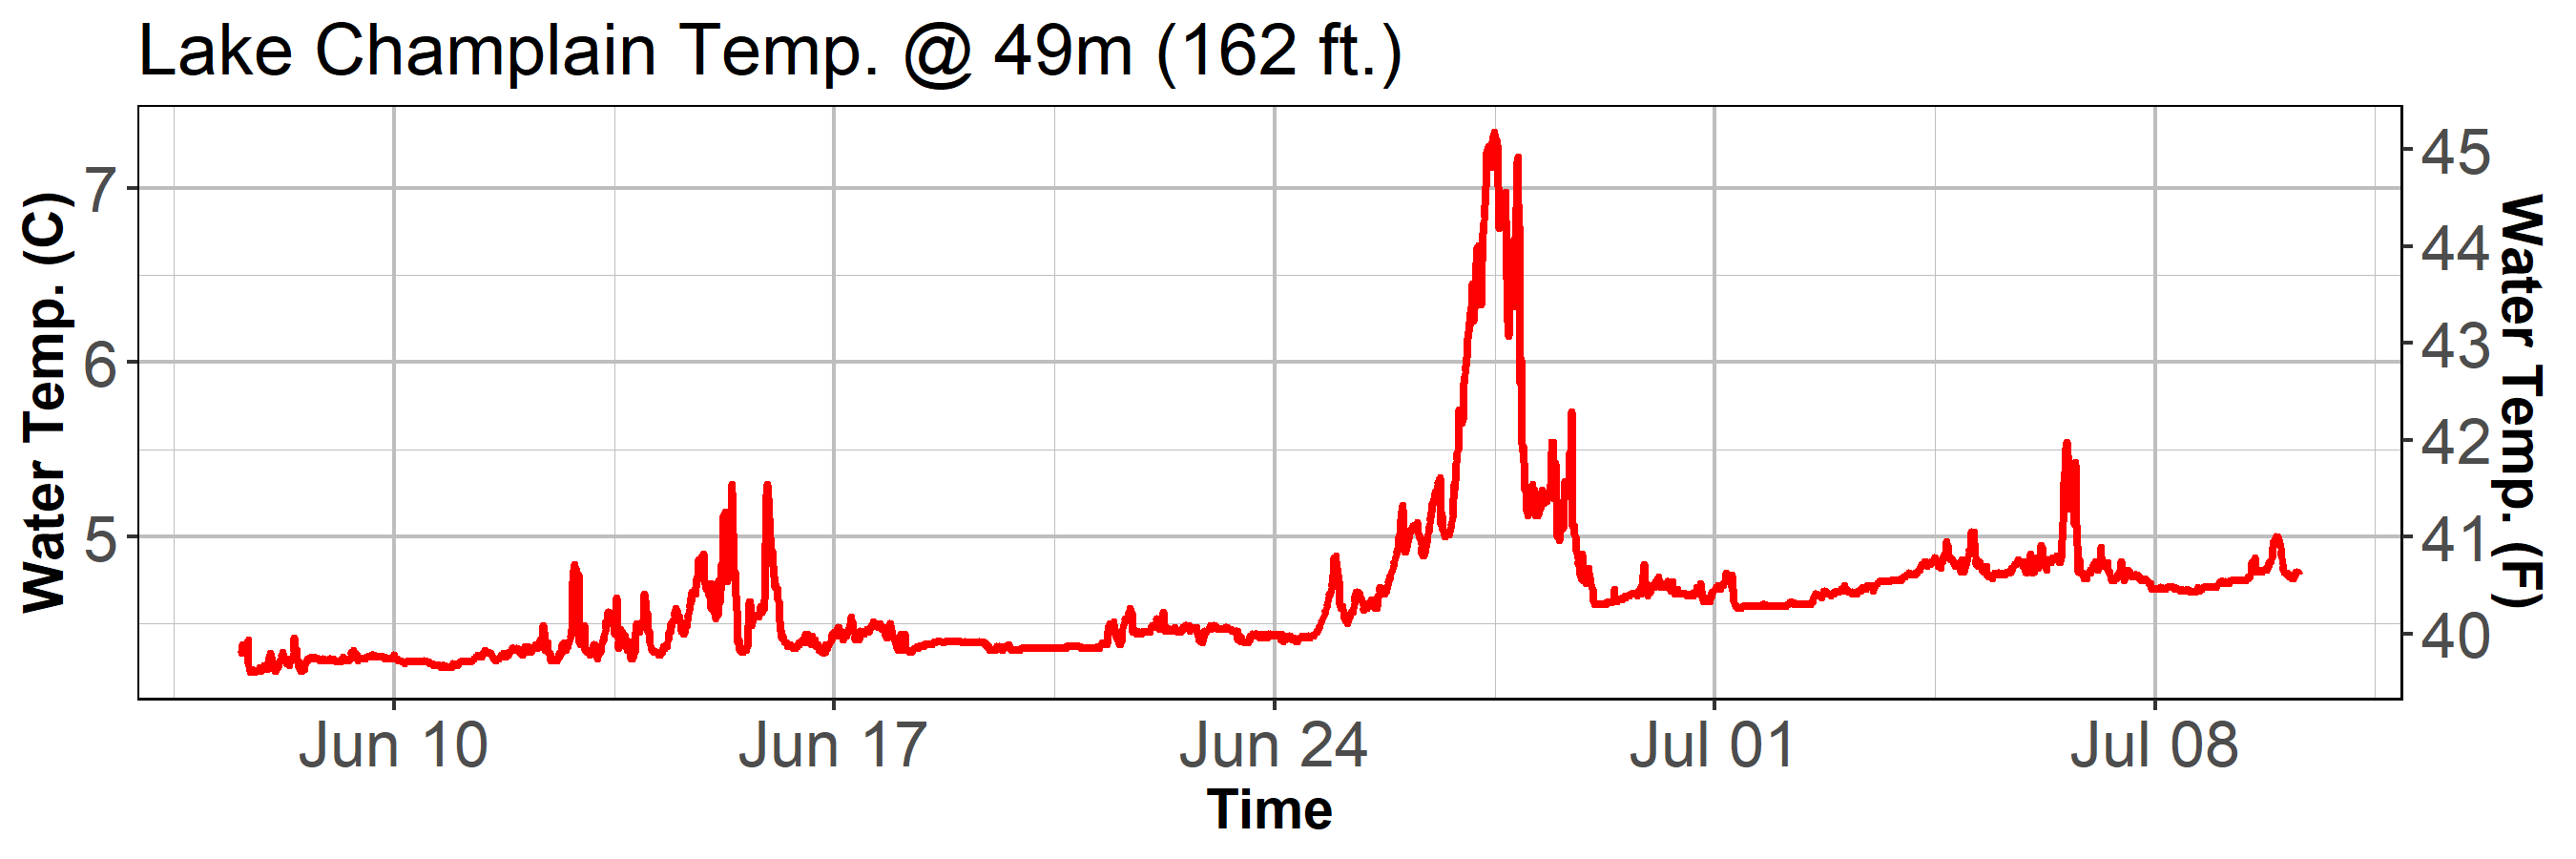 Lake Champlain Temp. @ 49m (162 ft.)
Water Temp. (C)
7
6
5
45
44
43
42
41
40
Water Temp. (F)
Jun 10 Jun 17 Jun 24 Jul 01 Jul 08
Time